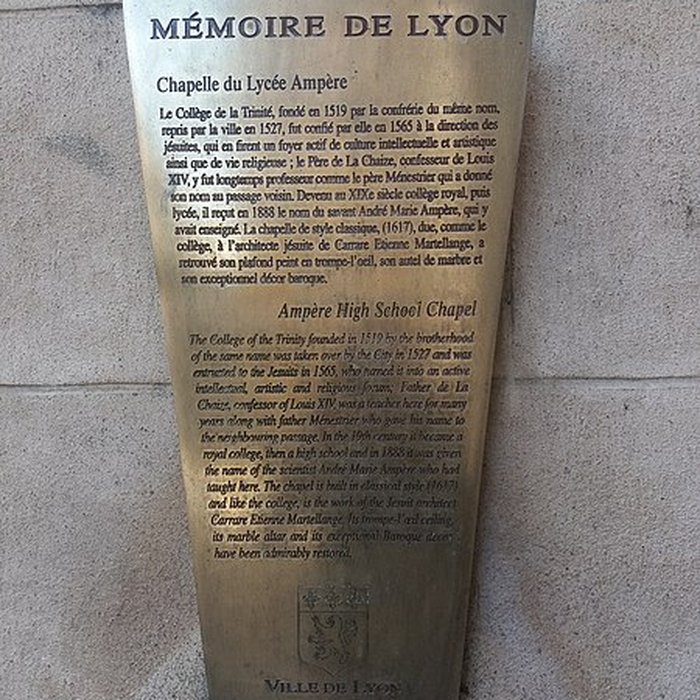 MÉMOIRE DE LYON
Chapelle du Lycée Ampère
Le Collège de la Trinité, fondé en 1519 par la confrérie du même nom,
repris par la ville en 1527, fut confié par elle en 1565 à la direction des
jésuites, qui en firent un foyer actif de culture intellectuelle et artistique
ainsi que de vie religieuse ; le Père de La Chaize, confesseur de Louis
XIV, y fut longtemps professeur comme le père Ménestrier qui a donné
son nom au passage voisin. Devenu au XIXe siècle collège royal, puis
lycée, il reçut en 1888 le nom du savant André Marie Ampère, qui y
avait enseigné. La chapelle de style classique, (1617), due, comme le
collège, à l'architecte jésuite de Carrare Etienne Martellange, a
retrouvé son plafond peint en trompe-l'oeil, son autel de marbre et
son exceptionnel décor baroque.
Ampère High School Chapel
The College of the Trinity founded in 1519 by the brotherhood
of the same name was taken over by the City in 1527 and was
entrusted to the Jesuits in 1565, who turned it into an active
intellectual, artistic and religious forum; Father de La
Chaize, confessor of Louis XIV, was a teacher here for many
years along with father Ménestrier who gave his name to
the neighbouring passage. In the 19th century it became a
royal college, then a high school and in 1888 it was given
the name of the scientist André Marie Ampère who had
taught here. The chapel is built in classical style (1617)
and like the college, is the work of the Jesuit architect
Carrare Etienne Martellange. Its trompe-l'œil ceiling,
its marble altar and its exceptional Baroque decor
have been admirably restored.
VILLE DE LYON